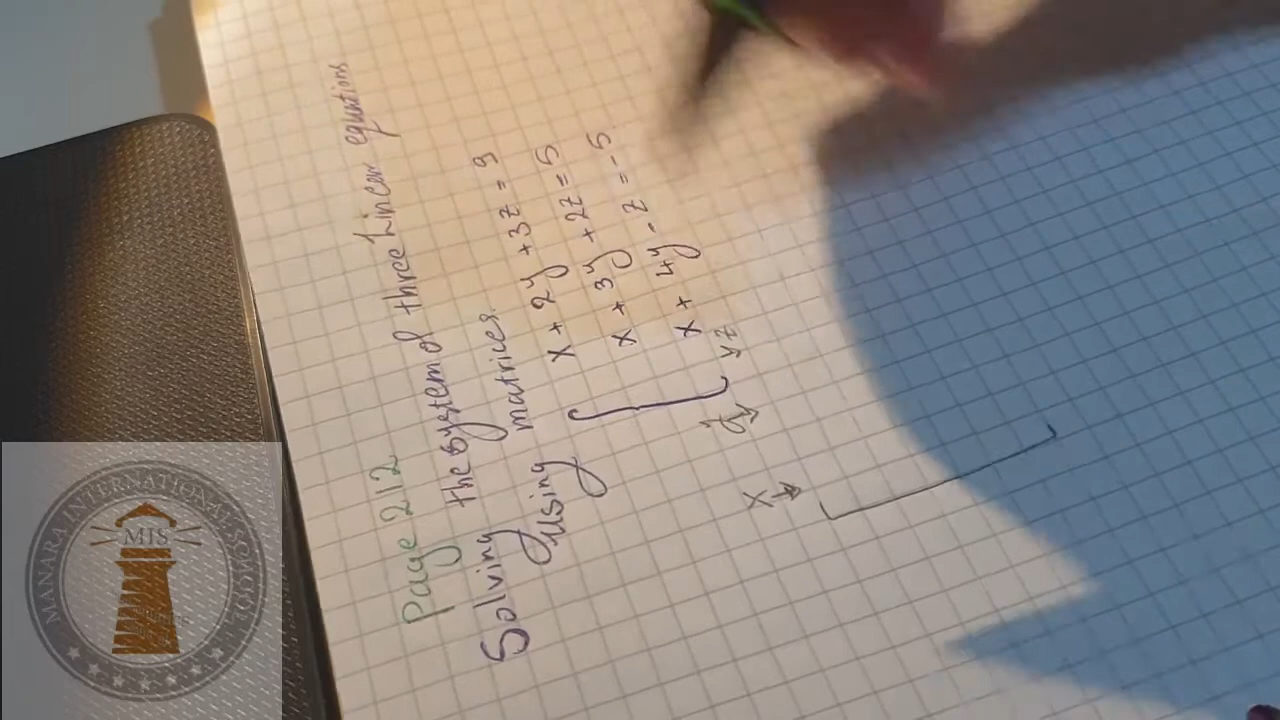 Page 212
Solving the system of three Linear equations
using matrices.
x + 2y + 3z = 9
x + 3y + 2z = 5
x + 4y - z = -5
x y z
MANARA INTERNATIONAL SCHOOL
MIS